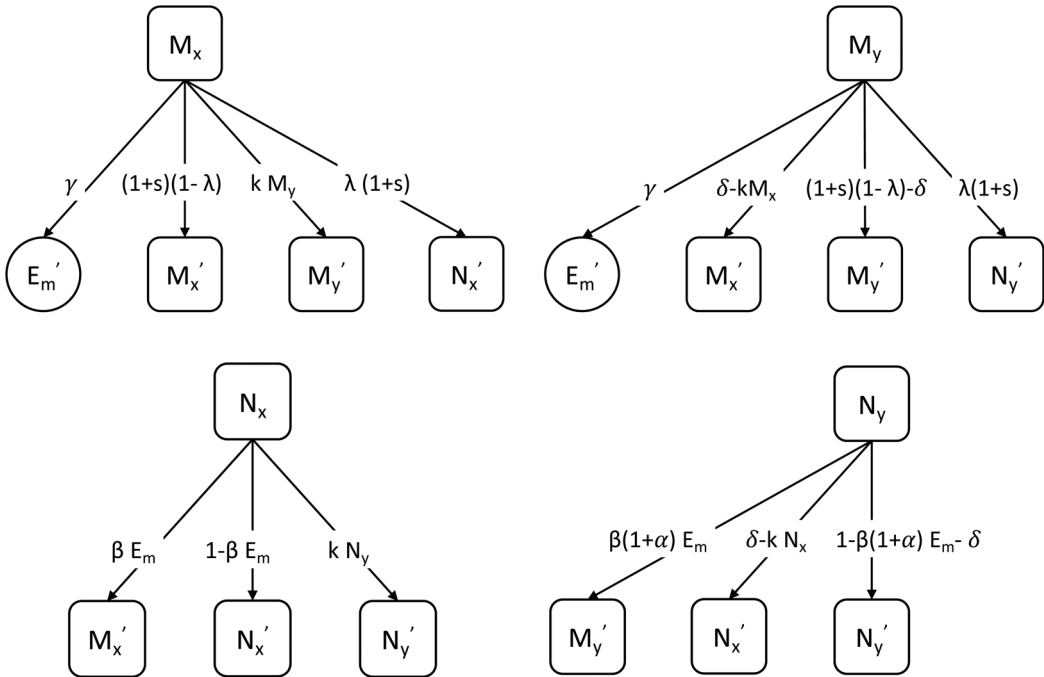 Mx
My
γ
(1+s)(1- λ)
k My
λ (1+s)
γ
δ-kMx
(1+s)(1- λ)-δ
λ(1+s)
Em′
Mx′
My′
Nx′
Em′
Mx′
My′
Ny′
Nx
Ny
β Em
1-β Em
k Ny
β(1+α) Em
δ-k Nx
1-β(1+α) Em- δ
Mx′
Nx′
Ny′
My′
Nx′
Ny′